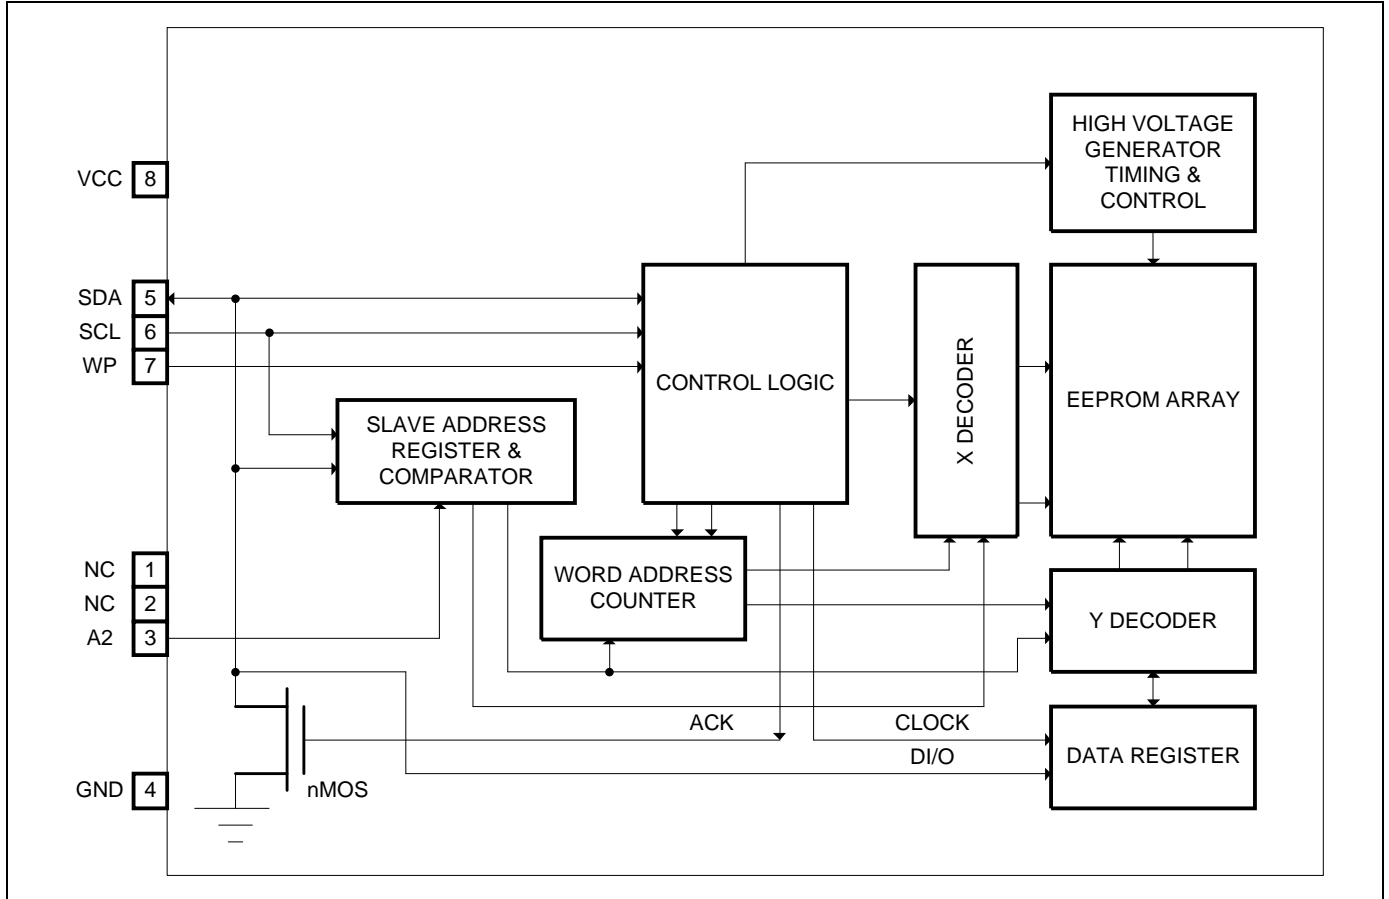 HIGH VOLTAGE
GENERATOR
TIMING &
CONTROL
VCC 8
SDA 5
SCL 6
WP 7
CONTROL LOGIC
X DECODER
EEPROM ARRAY
SLAVE ADDRESS
REGISTER &
COMPARATOR
NC 1
NC 2
A2 3
WORD ADDRESS
COUNTER
Y DECODER
ACK
CLOCK
DI/O
DATA REGISTER
GND 4
nMOS